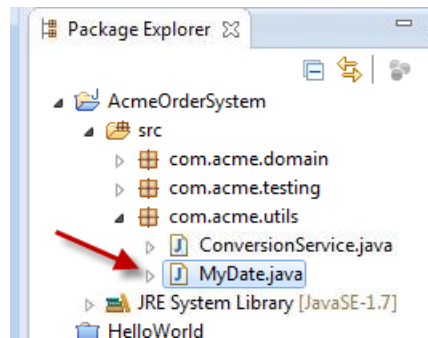 Package Explorer
AcmeOrderSystem
src
com.acme.domain
com.acme.testing
com.acme.utils
ConversionService.java
MyDate.java
JRE System Library [JavaSE-1.7]
HelloWorld